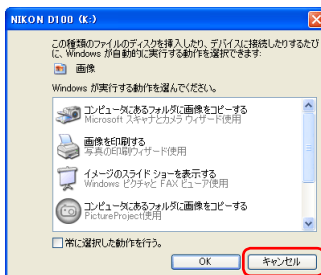 NIKON D100 (K:)
この種類のファイルのディスクを挿入したり、デバイスに接続したりするたび
に、Windows が自動的に実行する動作を選択できます:
画像
Windows が実行する動作を選んでください。
コンピュータにあるフォルダに画像をコピーする
Microsoft スキャナとカメラ ウィザード使用
画像を印刷する
写真の印刷ウィザード使用
イメージのスライド ショーを表示する
Windows ピクチャと FAX ビューア使用
コンピュータにあるフォルダに画像をコピーする
PictureProject使用
常に選択した動作を行う。
OK
キャンセル